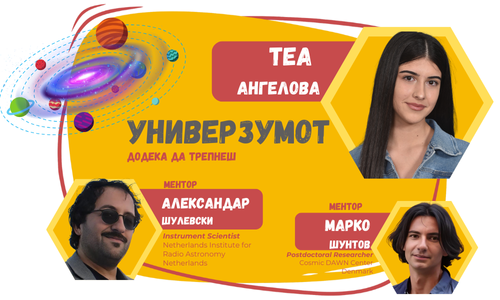 ТЕА
АНГЕЛОВА
УНИВЕРЗУМОТ
ДОДЕКА ДА ТРЕПНЕШ
МЕНТОР
АЛЕКСАНДАР
ШУЛЕВСКИ
Instrument Scientist
Netherlands Institute for
Radio Astronomy
Netherlands
МЕНТОР
МАРКО
ШУНТОВ
Postdoctoral Researcher
Cosmic DAWN Center
Denmark